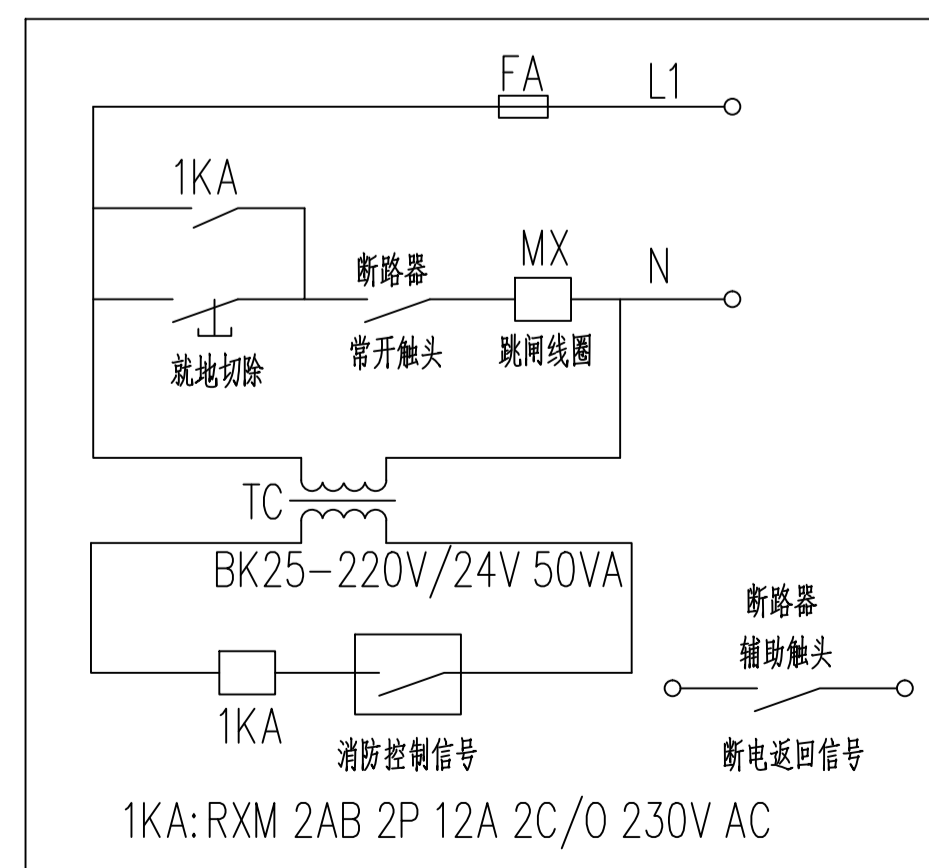 FA
L1
1KA
断路器
MX
N
就地切除
常开触头
跳闸线圈
TC
BK25-220V/24V 50VA
断路器
辅助触头
1KA
消防控制信号
断电返回信号
1KA: RXM 2AB 2P 12A 2C/O 230V AC